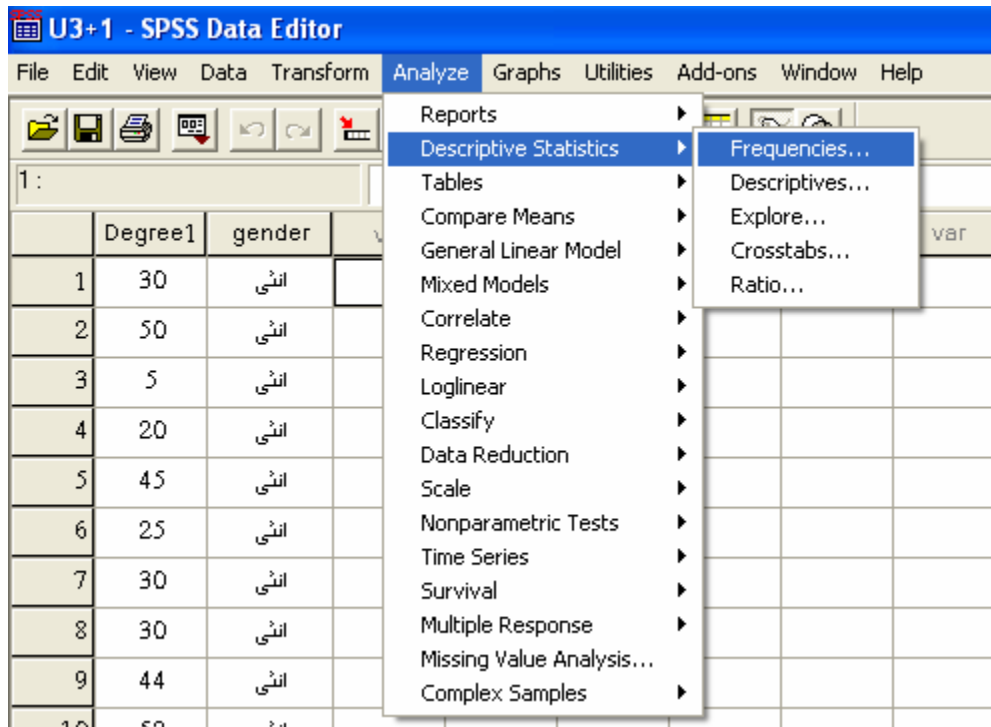 SPSS
U3+1 - SPSS Data Editor
File Edit View Data Transform Analyze Graphs Utilities Add-ons Window Help
1 :
Reports
Descriptive Statistics
Tables
Compare Means
General Linear Model
Mixed Models
Correlate
Regression
Loglinear
Classify
Data Reduction
Scale
Nonparametric Tests
Time Series
Survival
Multiple Response
Missing Value Analysis...
Complex Samples
Frequencies...
Descriptives...
Explore...
Crosstabs...
Ratio...
Degree1 gender var
1 30 انثى
2 50 انثى
3 5 انثى
4 20 انثى
5 45 انثى
6 25 انثى
7 30 انثى
8 30 انثى
9 44 انثى